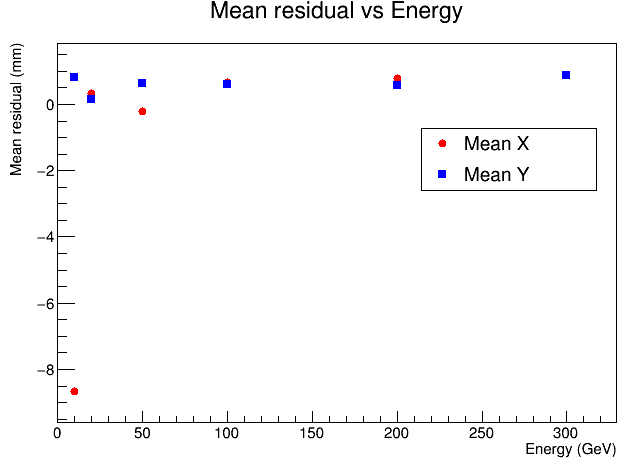 Mean residual vs Energy
Mean residual (mm)
0
−2
−4
−6
−8
Mean X
Mean Y
0 50 100 150 200 250 300
Energy (GeV)